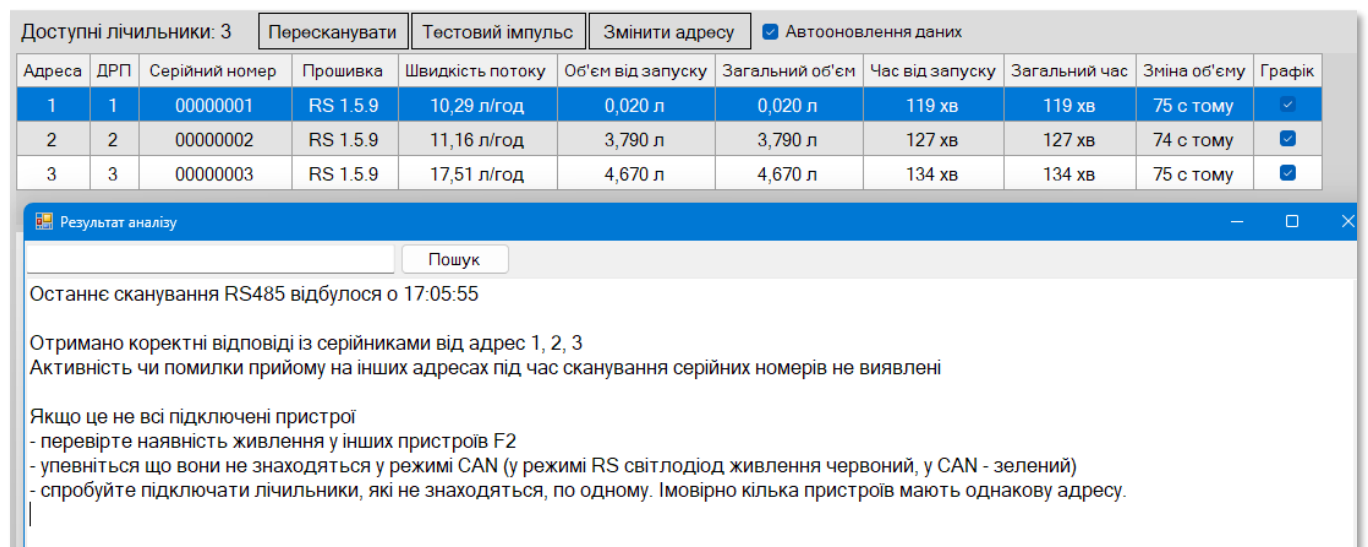 Доступні лічильники: 3 Пересканувати Тестовий імпульс Змінити адресу Автооновлення даних
Адреса ДРП Серійний номер Прошивка Швидкість потоку Об'єм від запуску Загальний об'єм Час від запуску Загальний час Зміна об'єму Графік
1 1 00000001 RS 1.5.9 10,29 л/год 0,020 л 0,020 л 119 хв 119 хв 75 с тому
2 2 00000002 RS 1.5.9 11,16 л/год 3,790 л 3,790 л 127 хв 127 хв 74 с тому
3 3 00000003 RS 1.5.9 17,51 л/год 4,670 л 4,670 л 134 хв 134 хв 75 с тому
Результат аналізу
Пошук
Останнє сканування RS485 відбулося о 17:05:55
Отримано коректні відповіді із серійниками від адрес 1, 2, 3
Активність чи помилки прийому на інших адресах під час сканування серійних номерів не виявлені
Якщо це не всі підключені пристрої
- перевірте наявність живлення у інших пристроїв F2
- упевніться що вони не знаходяться у режимі CAN (у режимі RS світлодіод живлення червоний, у CAN - зелений)
- спробуйте підключати лічильники, які не знаходяться, по одному. Імовірно кілька пристроїв мають однакову адресу.